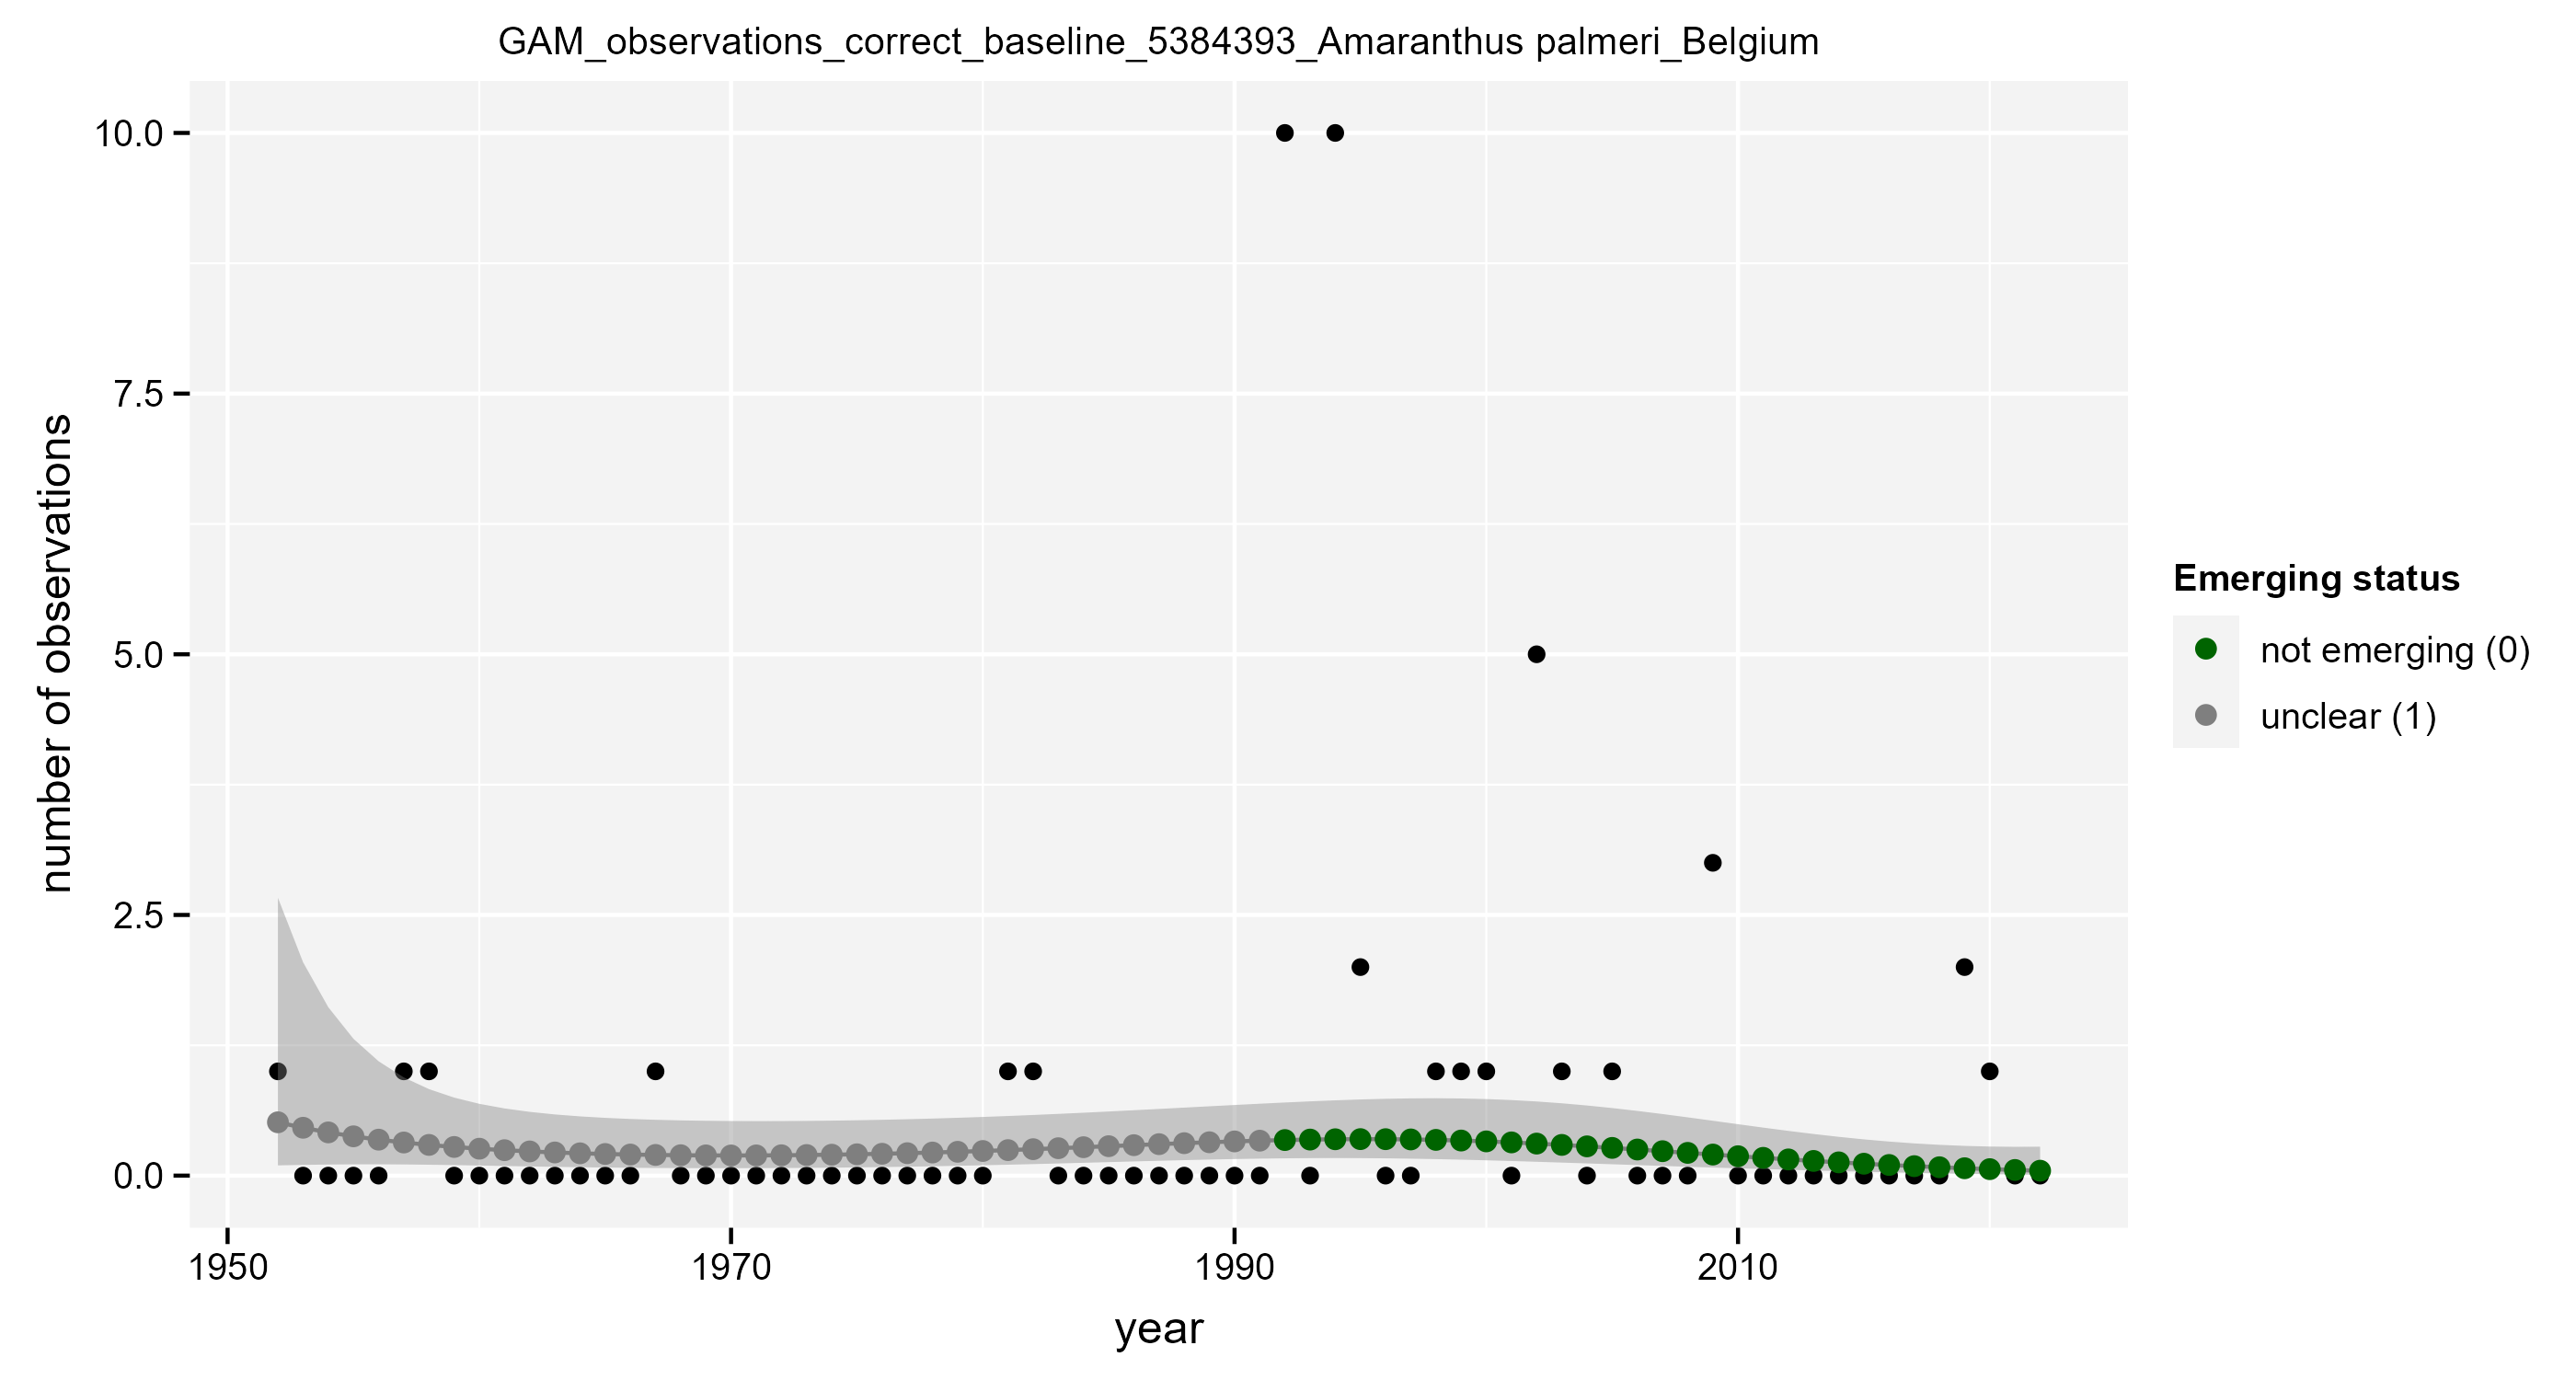 GAM_observations_correct_baseline_5384393_Amaranthus palmeri_Belgium
10.0
7.5
5.0
2.5
0.0
number of observations
1950
1970
1990
2010
year
Emerging status
not emerging (0)
unclear (1)